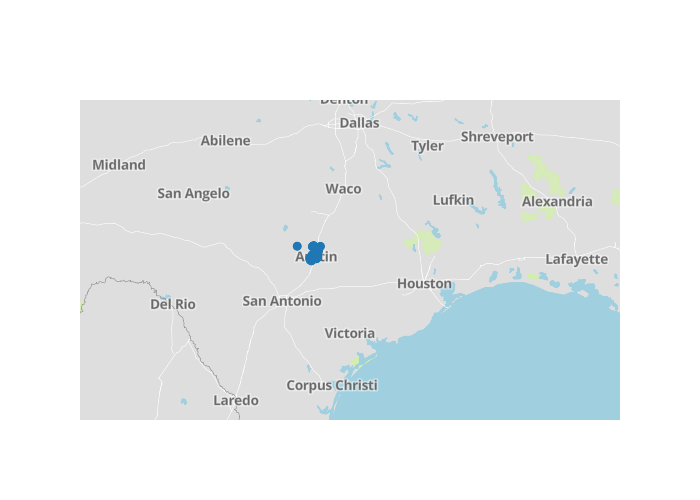 Denton
Dallas
Shreveport
Abilene
Tyler
Midland
San Angelo
Waco
Lufkin
Alexandria
Austin
Lafayette
Houston
San Antonio
Del Rio
Victoria
Corpus Christi
Laredo